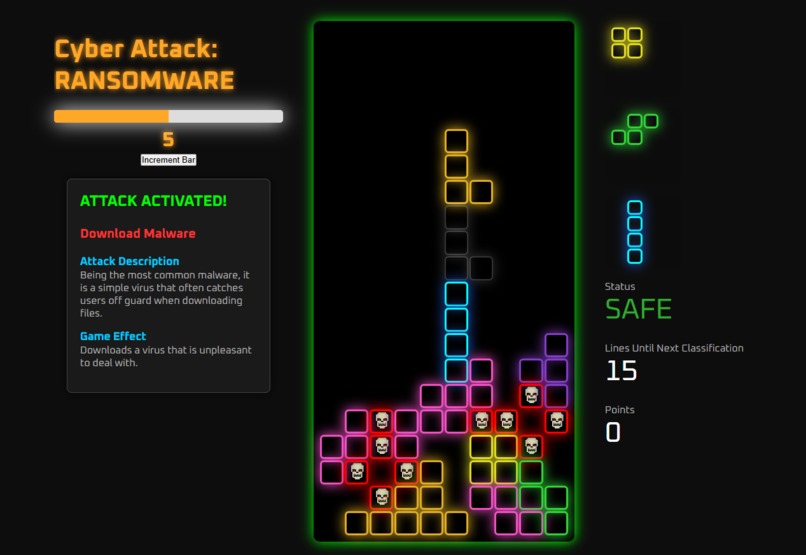 Cyber Attack:
RANSOMWARE
5
Increment Bar
ATTACK ACTIVATED!
Download Malware
Attack Description
Being the most common malware, it
is a simple virus that often catches
users off guard when downloading
files.
Game Effect
Downloads a virus that is unpleasant
to deal with.
Status
SAFE
Lines Until Next Classification
15
Points
0